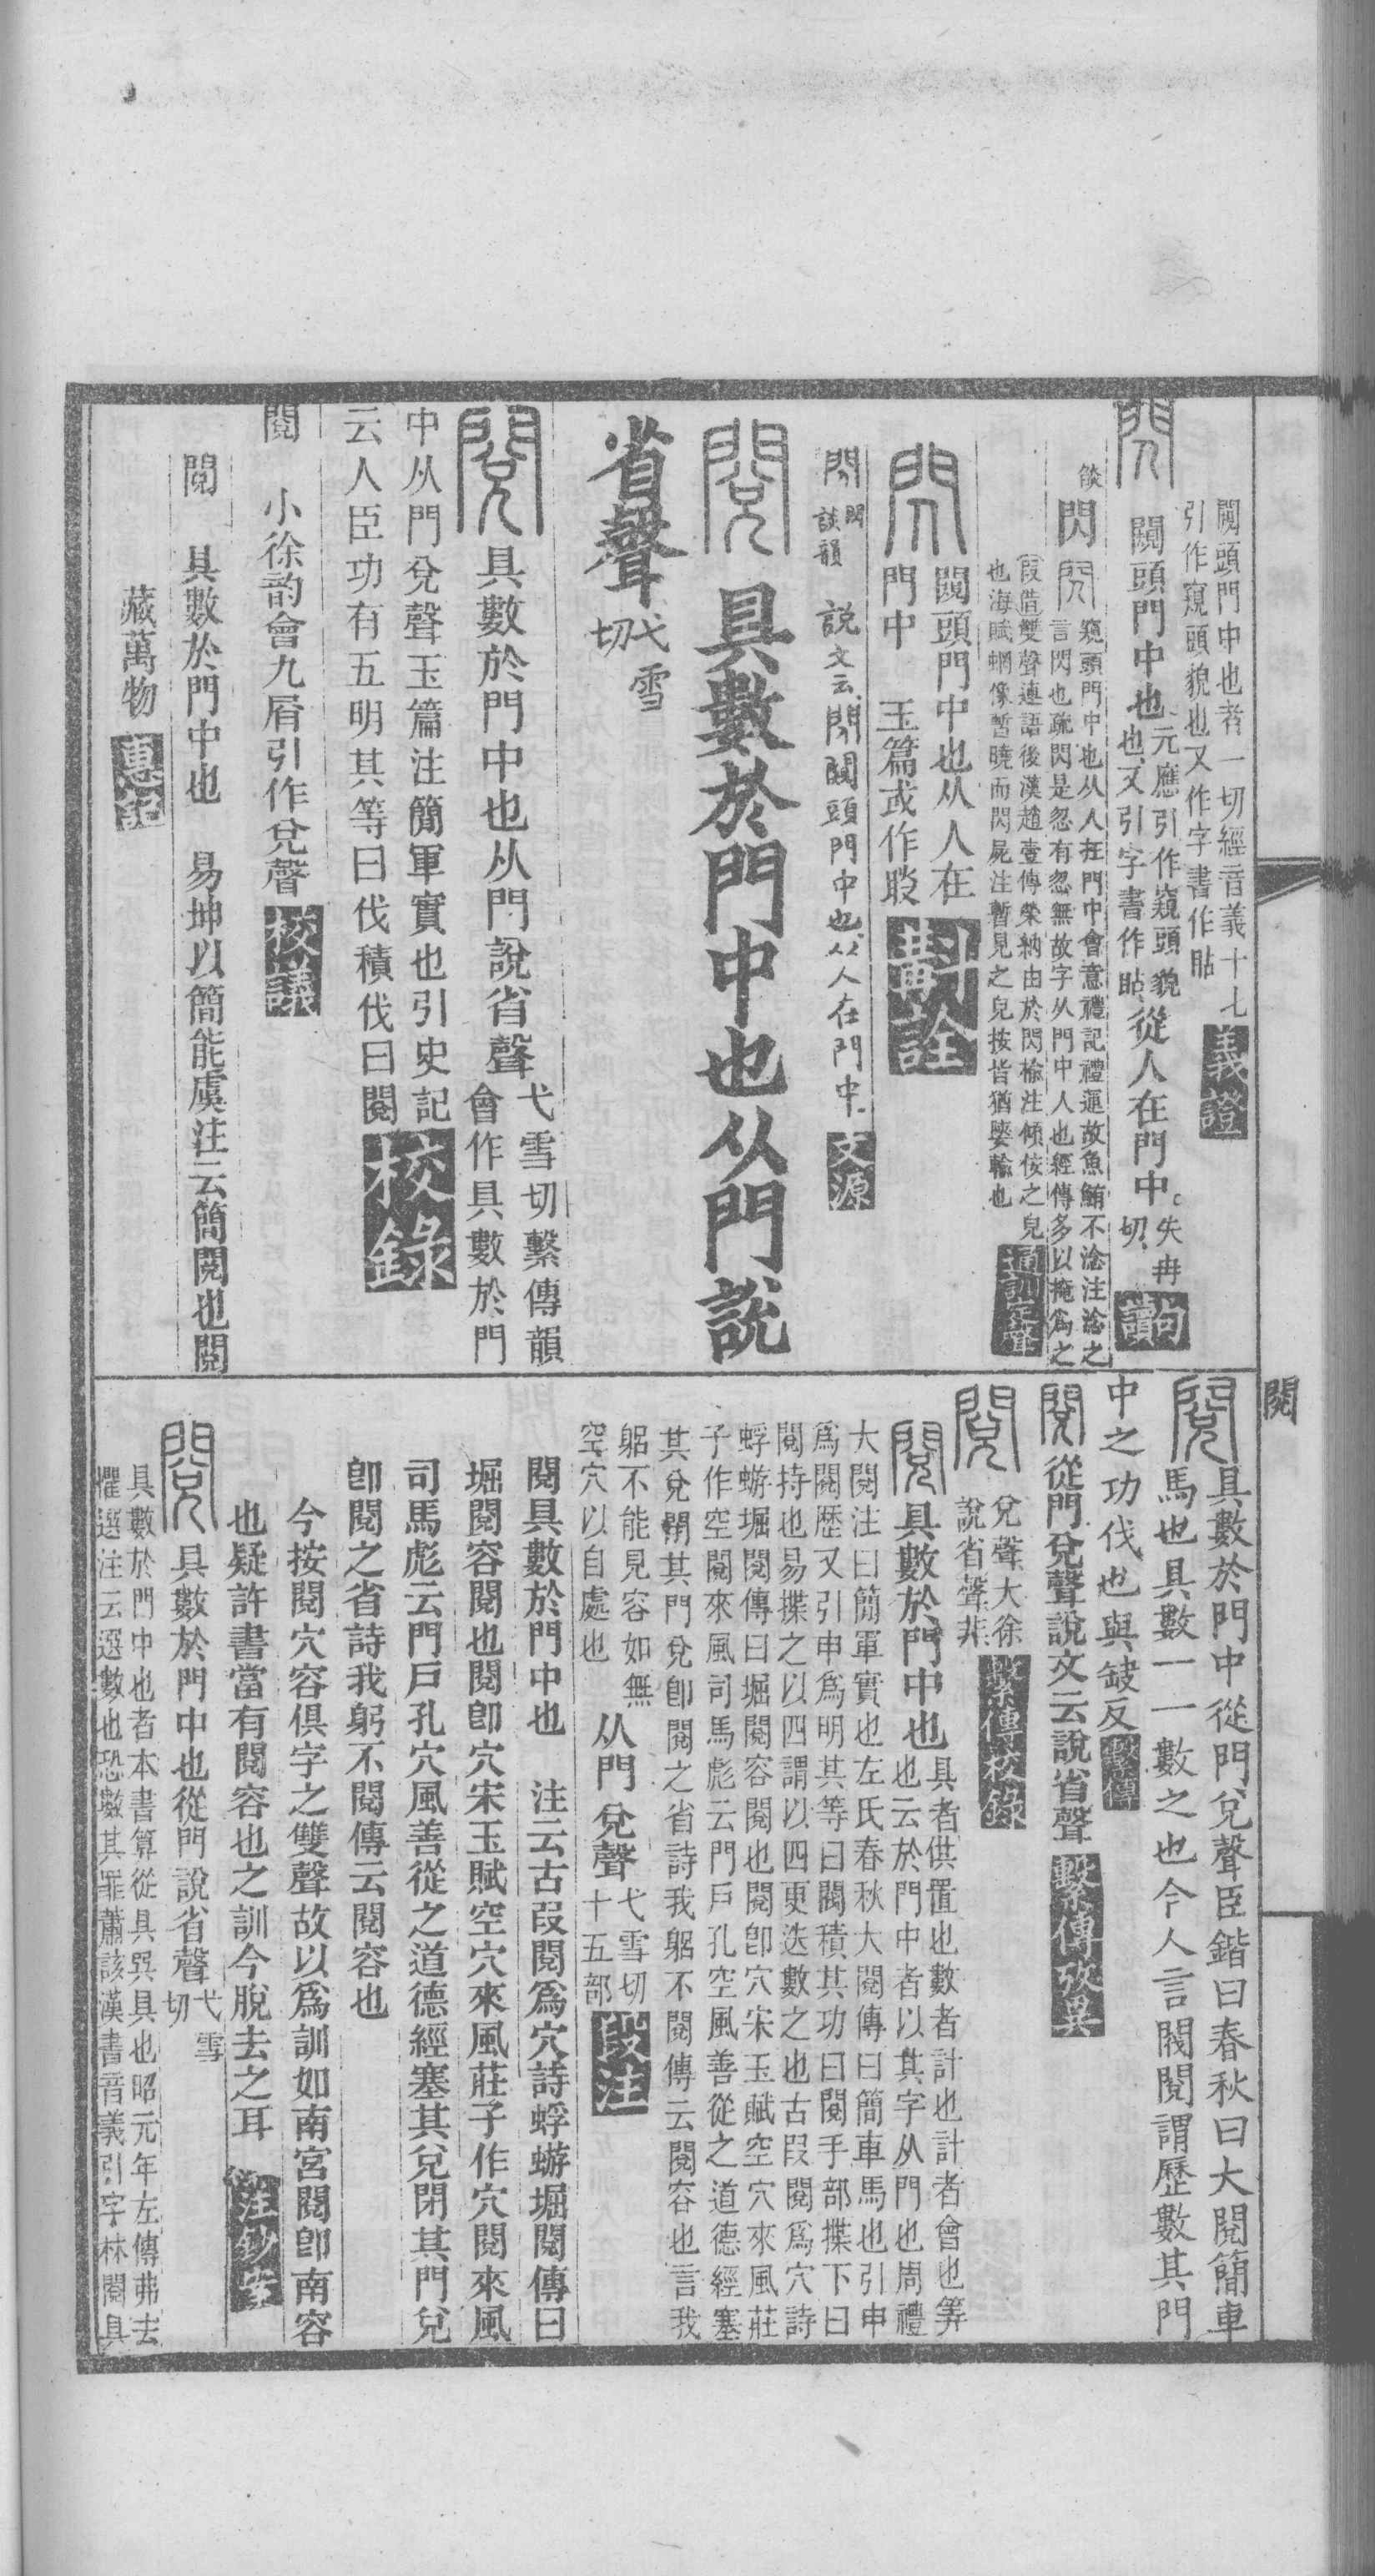 闚頭門中也者一切經音義十七
引作窺頭皃也又作字書作貼
義證
閃
闚頭門中也
元應引作窺頭貌
也又引字書作貼
從人在門中
失冉
切
句讀
燄
閃
閃
窺頭門中也从人在門中會意禮記禮運故魚鮪不淰注淰之
言閃也疏閃是忽有忽無故字从門中人也經傳多以掩爲之
叚借雙聲連語後漢趙壹傳榮納由於閃楡注傾佞之皃
也海賦蝄像暫曉而閃屍注暫見之皃按皆猶嬖輸也
通訓定聲
閃
闚頭門中也从人在
門中
玉篇或作睒
斠詮
閃
閃
談韻
說文云閃闚頭門中也从人在門中
文源
閱
具數於門中也从門說
省聲
弋雪
切
閱
具數於門中也从門說省聲
弋雪切繫傳韻
會作具數於門
中从門兌聲玉篇注簡軍實也引史記
云人臣功有五明其等曰伐積伐曰閱
校錄
閱
小徐韵會九屑引作兌聲
校議
閱
具數於門中也
易坤以簡能虞注云簡閱也閱
藏萬物
惠記
閱
閱
具數於門中從門兌聲臣鍇曰春秋曰大閱簡車
馬也具數一一數之也今人言閥閱謂歷數其門
中之功伐也與缺反
繫傳
閱
從門兌聲說文云說省聲
繫傳攷異
閱
兌聲大徐
說省聲非
繫傳校錄
閱
具數於門中也
具者供置也數者計也計者會也筭
也云於門中者以其字从門也周禮
大閱注曰簡軍實也左氏春秋大閱傳曰簡車馬也引申
爲閱歷又引申爲明其等曰閥積其功曰閱手部揲下曰
閱持也易揲之以四謂以四更迭數之也古叚閱爲穴詩
蜉蝣堀閱傳曰堀閱容閱也閱卽穴宋玉賦空穴來風莊
子作空閱來風司馬彪云門戶孔空風善從之道德經塞
其兌閉其門兌卽閱之省詩我躬不閱傳云閱容也言我
躬不能見容如無
空穴以自處也
从門兌聲
弋雪切
十五部
段注
閱具數於門中也
注云古叚閱爲穴詩蜉蝣堀閱傳曰
堀閱容閱也閱卽穴宋玉賦空穴來風莊子作穴閱來風
司馬彪云門戶孔穴風善從之道德經塞其兌閉其門兌
卽閱之省詩我躬不閱傳云閱容也
今按閱穴容俱字之雙聲故以爲訓如南宮閱卽南容
也疑許書當有閱容也之訓今脫去之耳
注鈔案
閱
具數於門中也從門說省聲
弋雪
切
具數於門中也者本書算從具巽具也昭元年左傳弗去
懼選注云選數也恐數其罪蕭該漢書音義引字林閱具